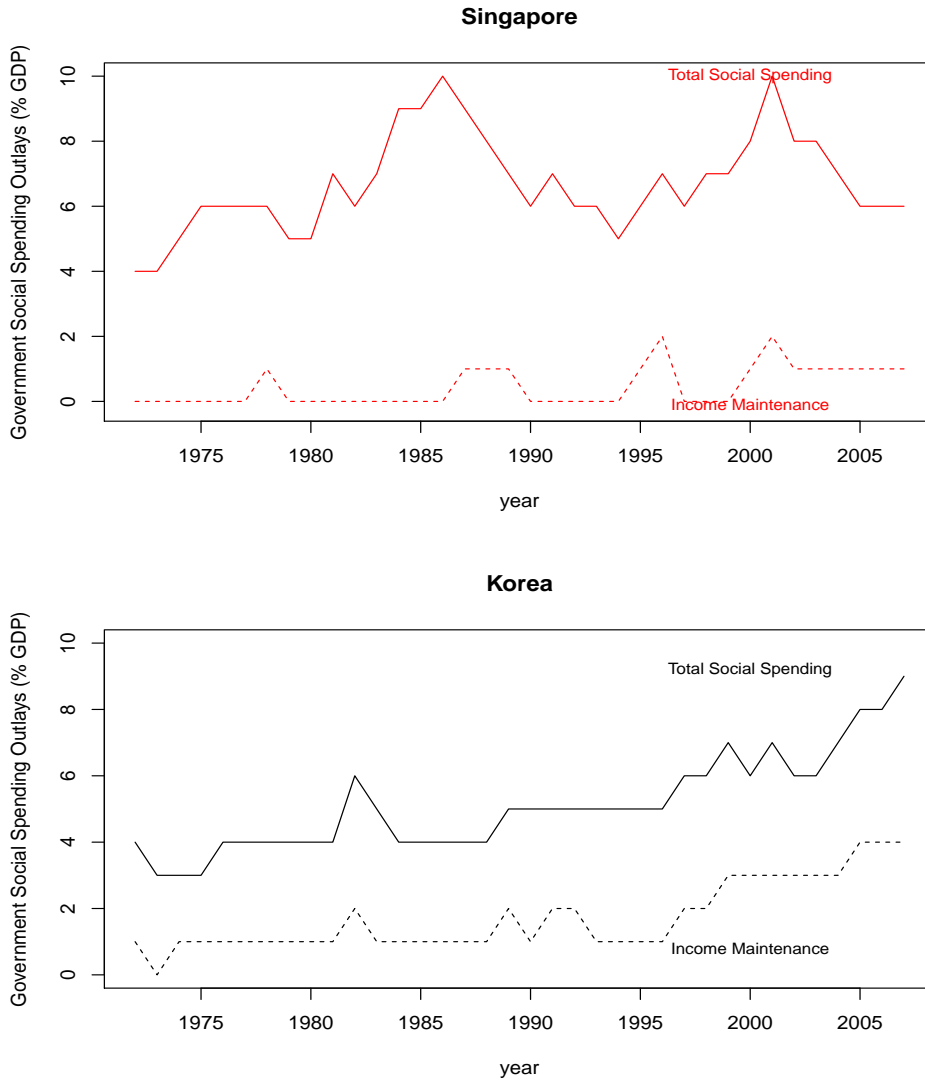 Singapore
Government Social Spending Outlays (% GDP)
10
8
6
4
2
0
Total Social Spending
Income Maintenance
1975 1980 1985 1990 1995 2000 2005
year
Korea
Government Social Spending Outlays (% GDP)
10
8
6
4
2
0
Total Social Spending
Income Maintenance
1975 1980 1985 1990 1995 2000 2005
year